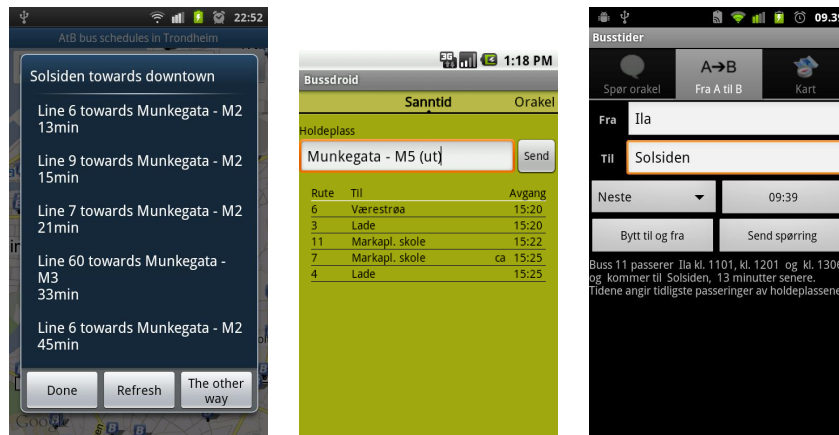 22:52
AtB bus schedules in Trondheim
Solsiden towards downtown
Line 6 towards Munkegata - M2
13min
Line 9 towards Munkegata - M2
15min
Line 7 towards Munkegata - M2
21min
Line 60 towards Munkegata -
M3
33min
Line 6 towards Munkegata - M2
45min
Done Refresh The other
way
Google
3G 1:18 PM
Bussdroid
Sanntid Orakel
Holdeplass
Munkegata - M5 (ut) Send
Rute Til Avgang
6 Værestrøa 15:20
3 Lade 15:20
11 Markapl. skole 15:22
7 Markapl. skole ca 15:25
4 Lade 15:25
09.39
Busstider
Spør orakel
A→B
Fra A til B
Kart
Fra Ila
Til Solsiden
Neste 09:39
Bytt til og fra Send spørring
Buss 11 passerer Ila kl. 1101, kl. 1201 og kl. 1306
og kommer til Solsiden, 13 minutter senere.
Tidene angir tidligste passeringer av holdeplassene